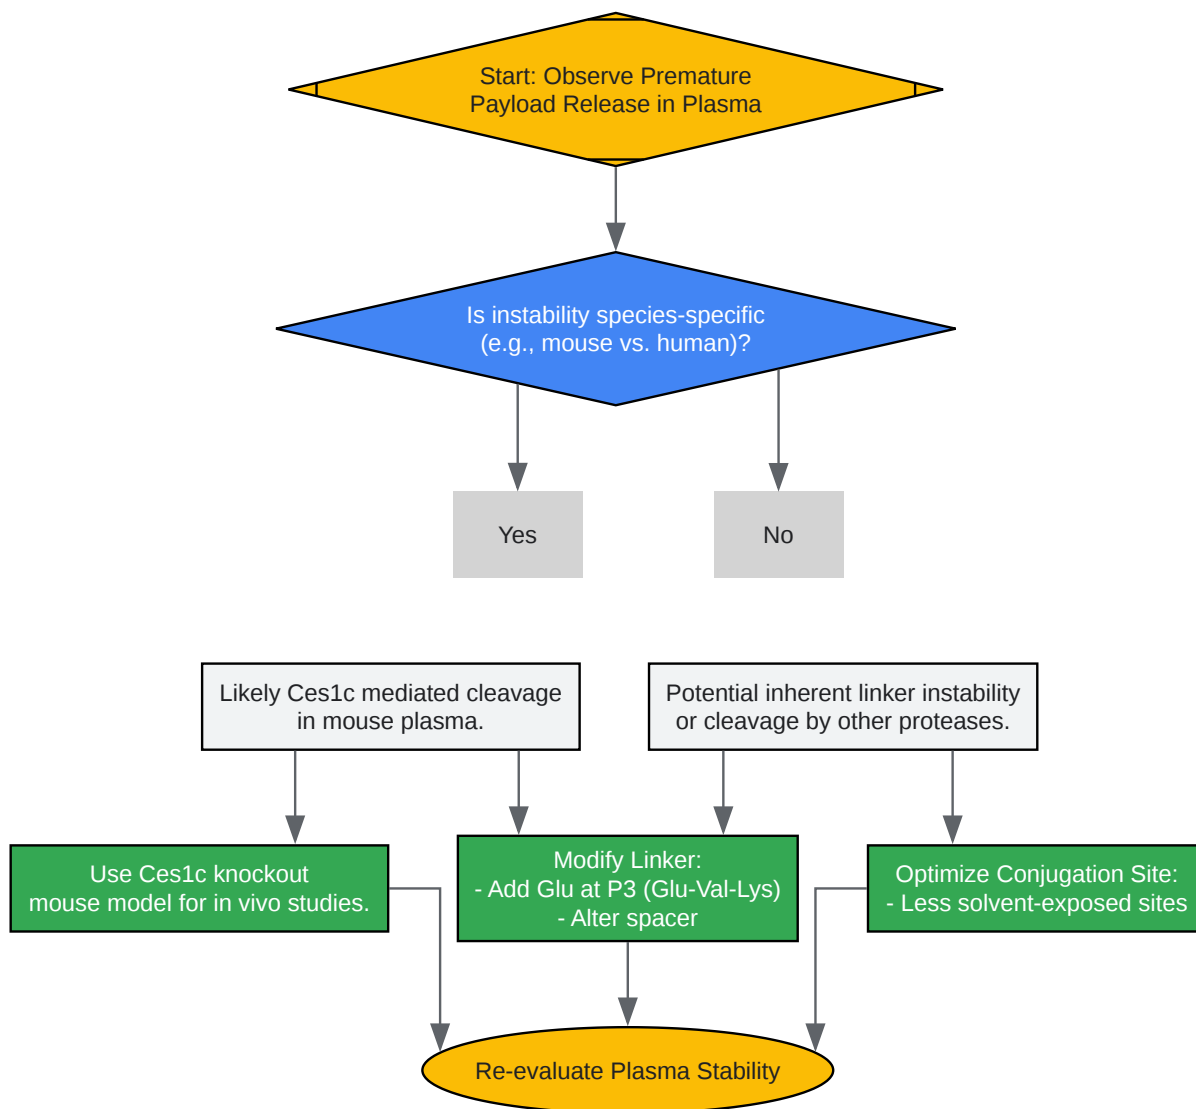 Start: Observe Premature
Payload Release in Plasma
Is instability species-specific
(e.g., mouse vs. human)?
Yes
No
Likely Ces1c mediated cleavage
in mouse plasma.
Potential inherent linker instability
or cleavage by other proteases.
Use Ces1c knockout
mouse model for in vivo studies.
Modify Linker:
- Add Glu at P3 (Glu-Val-Lys)
- Alter spacer
Optimize Conjugation Site:
- Less solvent-exposed sites
Re-evaluate Plasma Stability